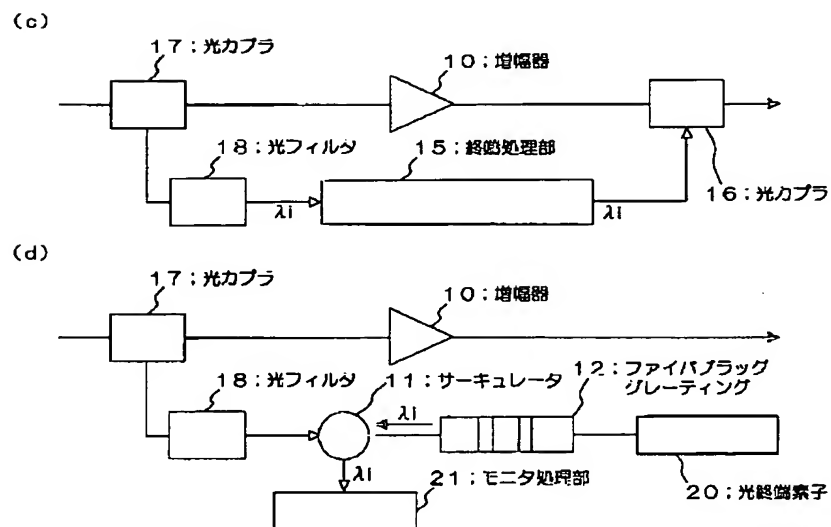 (c)
17;光カプラ
10;増幅器
18;光フィルタ
15;終端処理部
λi
λi
16;光カプラ
(d)
17;光カプラ
10;増幅器
18;光フィルタ
11;サーキュレータ
12;ファイバブラッグ
グレーティング
λi
λi
21;モニタ処理部
20;光終端素子